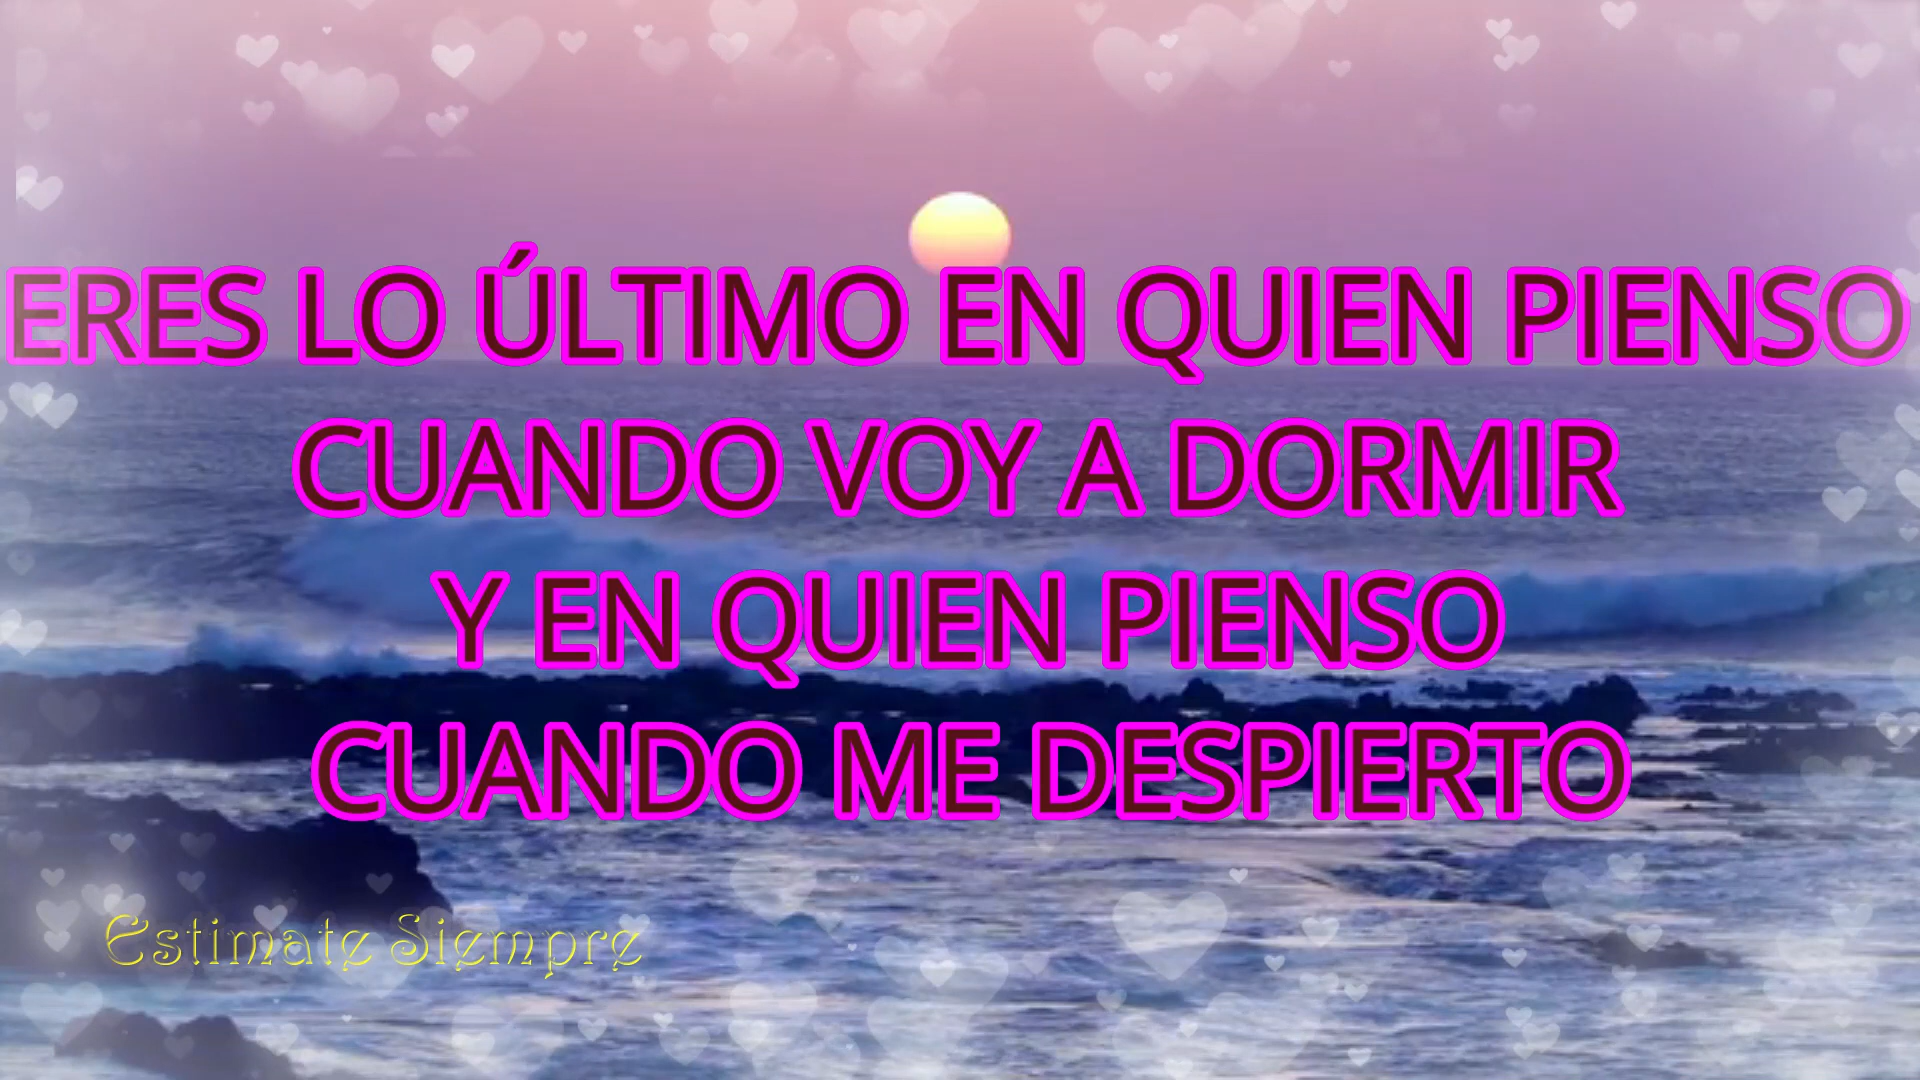 ERES LO ÚLTIMO EN QUIEN PIENSO
CUANDO VOY A DORMIR
Y EN QUIEN PIENSO
CUANDO ME DESPIERTO
Estimate Siempre